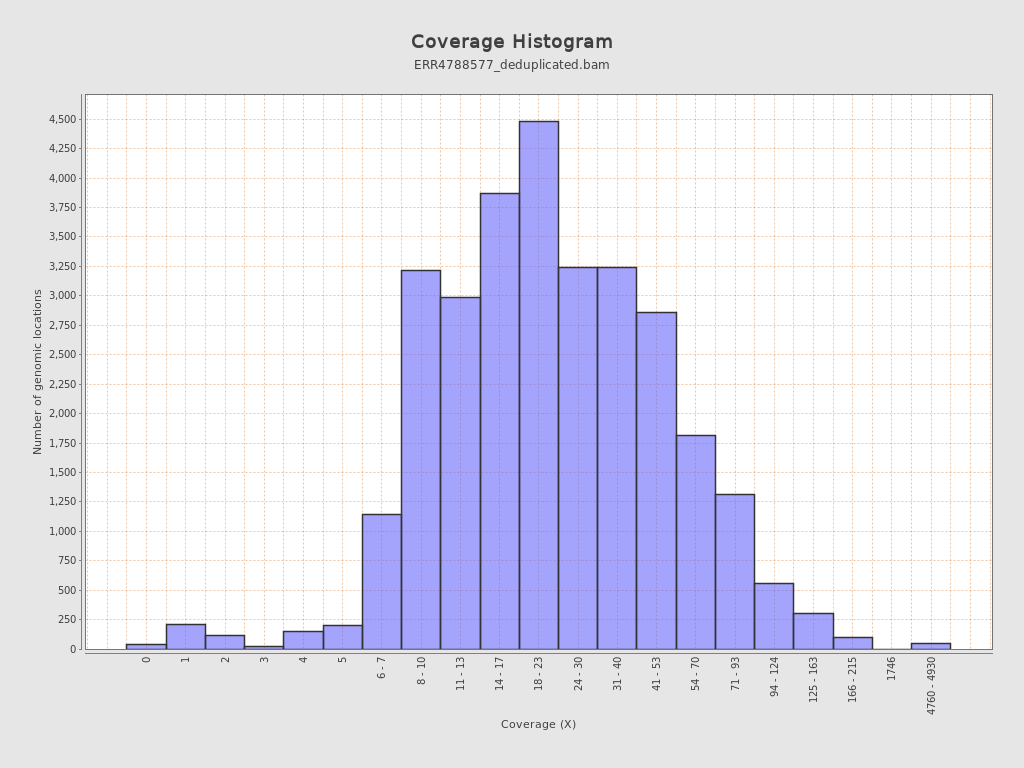 Coverage Histogram
ERR4788577_deduplicated.bam
Number of genomic locations
4,500
4,250
4,000
3,750
3,500
3,250
3,000
2,750
2,500
2,250
2,000
1,750
1,500
1,250
1,000
750
500
250
0
0
1
2
3
4
5
6 - 7
8 - 10
11 - 13
14 - 17
18 - 23
24 - 30
31 - 40
41 - 53
54 - 70
71 - 93
94 - 124
125 - 163
166 - 215
1746
4760 - 4930
Coverage (X)